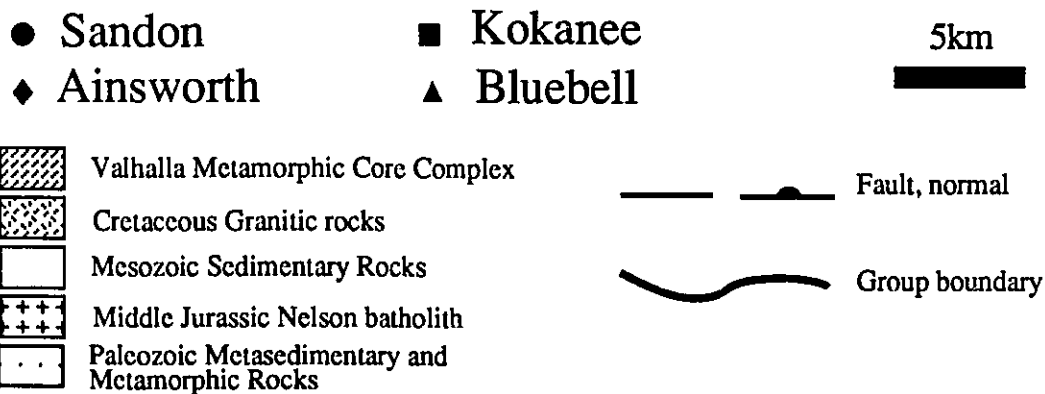 Sandon
Kokanee
5km
Ainsworth
Bluebell
Valhalla Metamorphic Core Complex
Cretaceous Granitic rocks
Mesozoic Sedimentary Rocks
Middle Jurassic Nelson batholith
Paleozoic Metasedimentary and
Metamorphic Rocks
Fault, normal
Group boundary